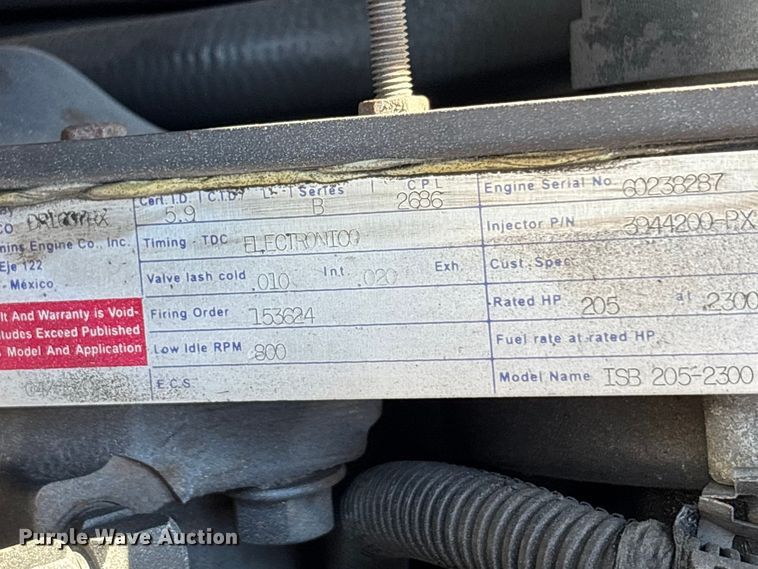 Cert. I.D. C.I.D./ L. Series CPL Engine Serial No. 60238287
5.9 B 2686
mins Engine Co., Inc. Timing - TDC ELECTRONICO Injector P/N 3944200-PX
Eje 122
- México Valve lash cold .010 Int. .020 Exh. Cust. Spec.
lt And Warranty is Void- Firing Order 153624 Rated HP 205 at 2300
tudes Exceed Published
Model And Application Low Idle RPM 800 Fuel rate at rated HP
E.C.S. Model Name ISB 205-2300
Purple Wave Auction